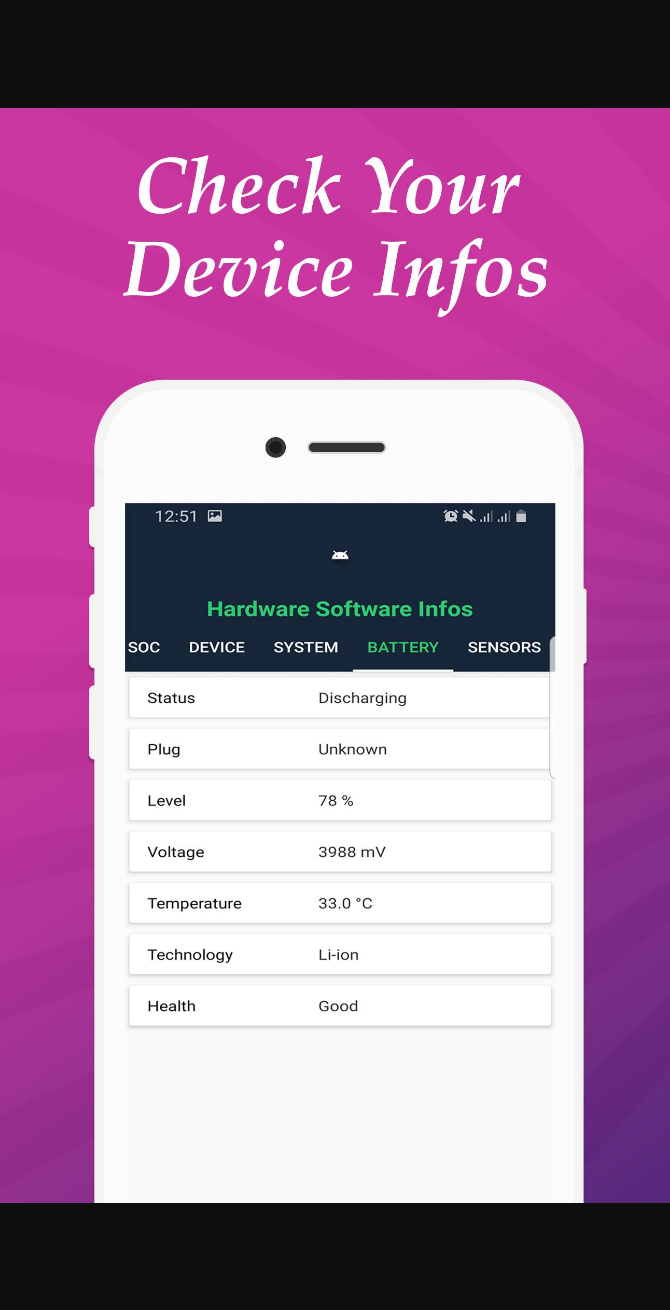 Check Your
Device Infos
12:51
Hardware Software Infos
SOC DEVICE SYSTEM BATTERY SENSORS
Status Discharging
Plug Unknown
Level 78 %
Voltage 3988 mV
Temperature 33.0 °C
Technology Li-ion
Health Good